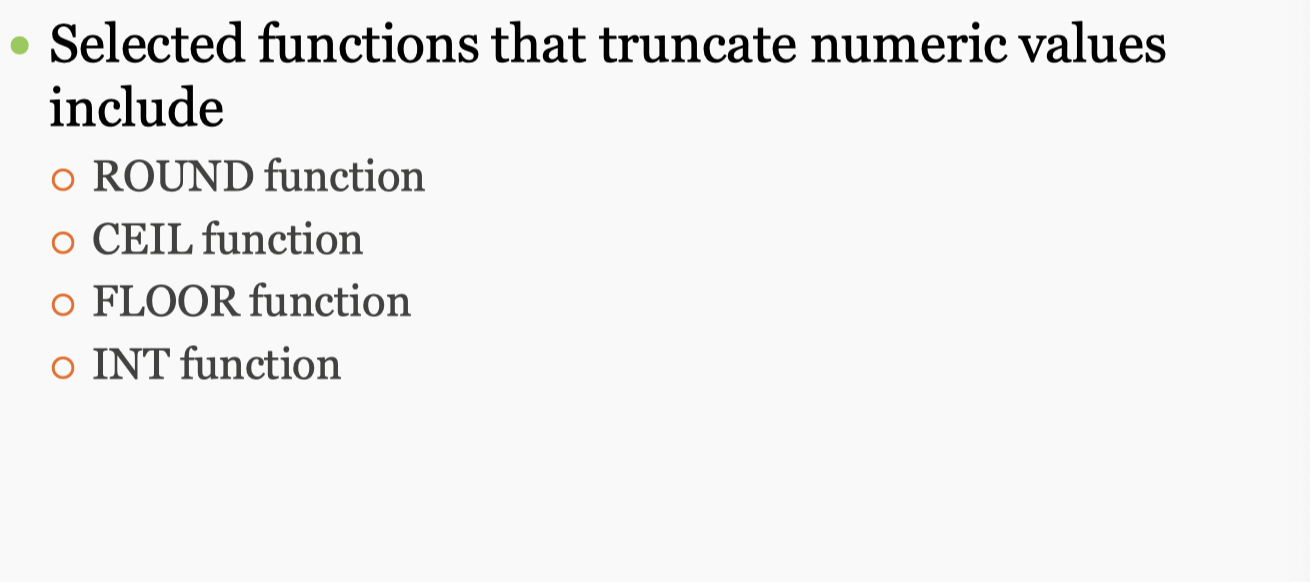 Selected functions that truncate numeric values
include
ROUND function
CEIL function
FLOOR function
INT function